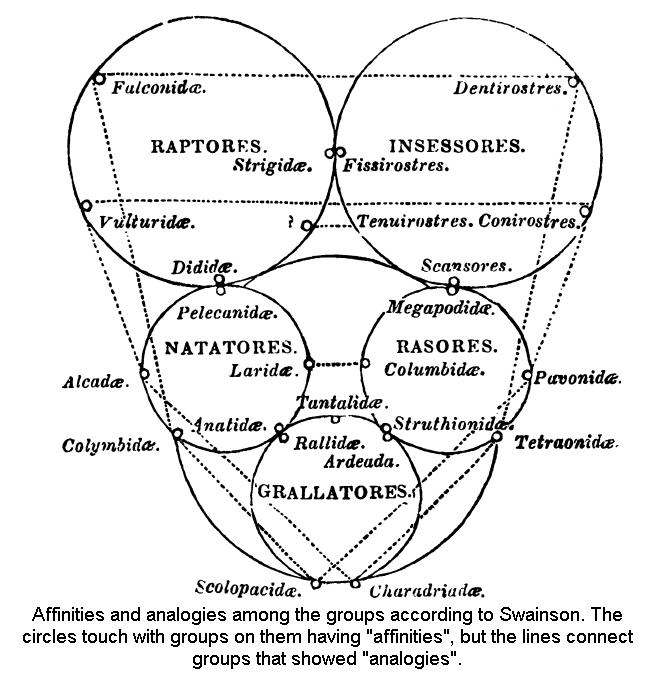 Falconidæ. Dentirostres.
RAPTORES. INSESSORES.
Strigidæ. Fissirostres.
Vulturidæ. ? Tenuirostres. Conirostres.
Dididæ. Scansores.
Pelecanidæ. Megapodidæ.
NATATORES. RASORES.
Laridæ. Columbidæ.
Alcadæ. Pavonidæ.
Tantalidæ.
Anatidæ. Struthionidæ.
Colymbidæ. Rallidæ. Tetraonidæ.
Ardeada.
GRALLATORES.
Scolopacidæ. Charadriadæ.
Affinities and analogies among the groups according to Swainson. The
circles touch with groups on them having "affinities", but the lines connect
groups that showed "analogies".